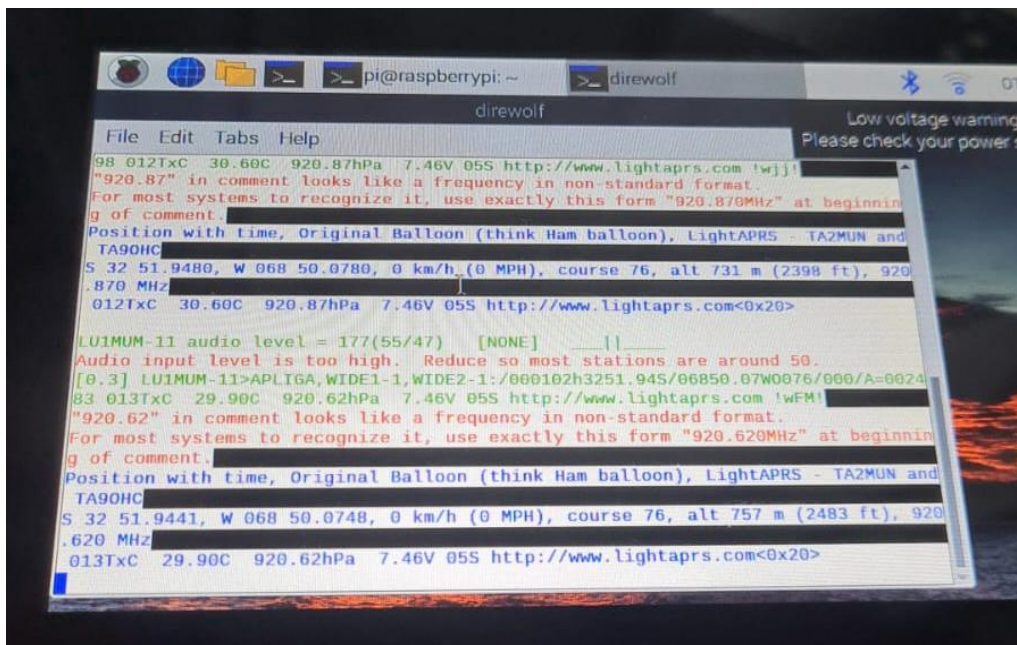 pi@raspberrypi: ~
direwolf
direwolf
Low voltage warning
Please check your power
File Edit Tabs Help
98 012TxC 30.60C 920.87hPa 7.46V 05S http://www.lightaprs.com !wjj!
"920.87" in comment looks like a frequency in non-standard format.
For most systems to recognize it, use exactly this form "920.870MHz" at beginnin
g of comment.
Position with time, Original Balloon (think Ham balloon), LightAPRS - TA2MUN and
TA9OHC
S 32 51.9480, W 068 50.0780, 0 km/h (0 MPH), course 76, alt 731 m (2398 ft), 920
.870 MHz
012TxC 30.60C 920.87hPa 7.46V 05S http://www.lightaprs.com<0x20>
LU1MUM-11 audio level = 177(55/47) [NONE] ___||_____
Audio input level is too high. Reduce so most stations are around 50.
[0.3] LU1MUM-11>APLIGA,WIDE1-1,WIDE2-1:/000102h3251.94S/06850.07WO076/000/A=0024
83 013TxC 29.90C 920.62hPa 7.46V 05S http://www.lightaprs.com !wFM!
"920.62" in comment looks like a frequency in non-standard format.
For most systems to recognize it, use exactly this form "920.620MHz" at beginnin
g of comment.
Position with time, Original Balloon (think Ham balloon), LightAPRS - TA2MUN and
TA9OHC
S 32 51.9441, W 068 50.0748, 0 km/h (0 MPH), course 76, alt 757 m (2483 ft), 920
.620 MHz
013TxC 29.90C 920.62hPa 7.46V 05S http://www.lightaprs.com<0x20>